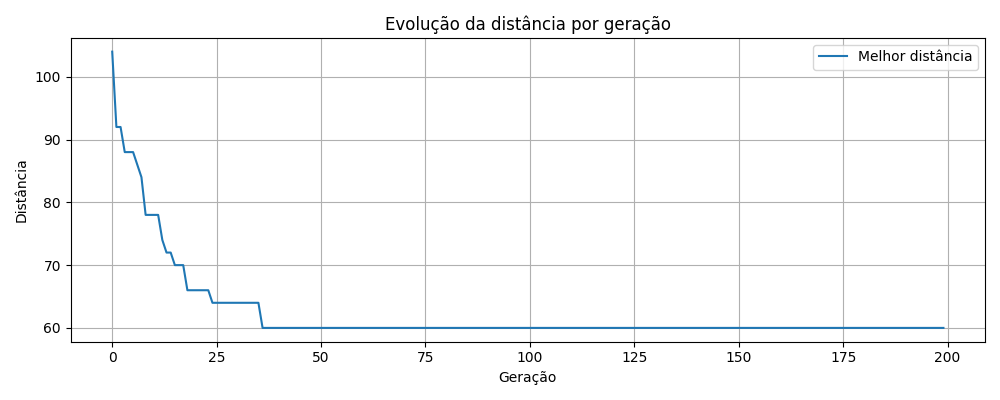 Evolução da distância por geração
Melhor distância
Distância
100
90
80
70
60
0 25 50 75 100 125 150 175 200
Geração